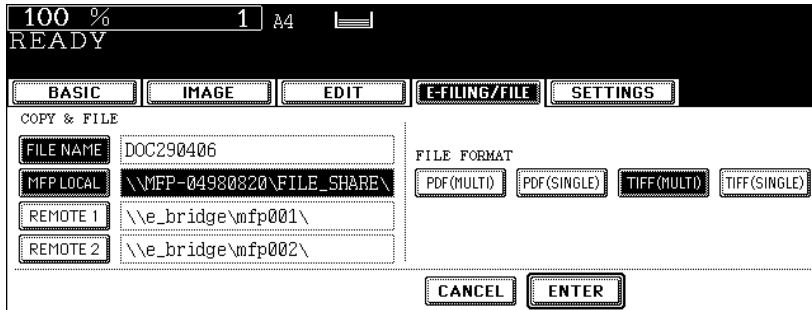 100 % 1 A4
READY
BASIC IMAGE EDIT E-FILING/FILE SETTINGS
COPY & FILE
FILE NAME DOC290406
FILE FORMAT
MFP LOCAL \\MFP-04980820\FILE_SHARE\ PDF(MULTI) PDF(SINGLE) TIFF(MULTI) TIFF(SINGLE)
REMOTE 1 \\e_bridge\mfp001\
REMOTE 2 \\e_bridge\mfp002\
CANCEL ENTER